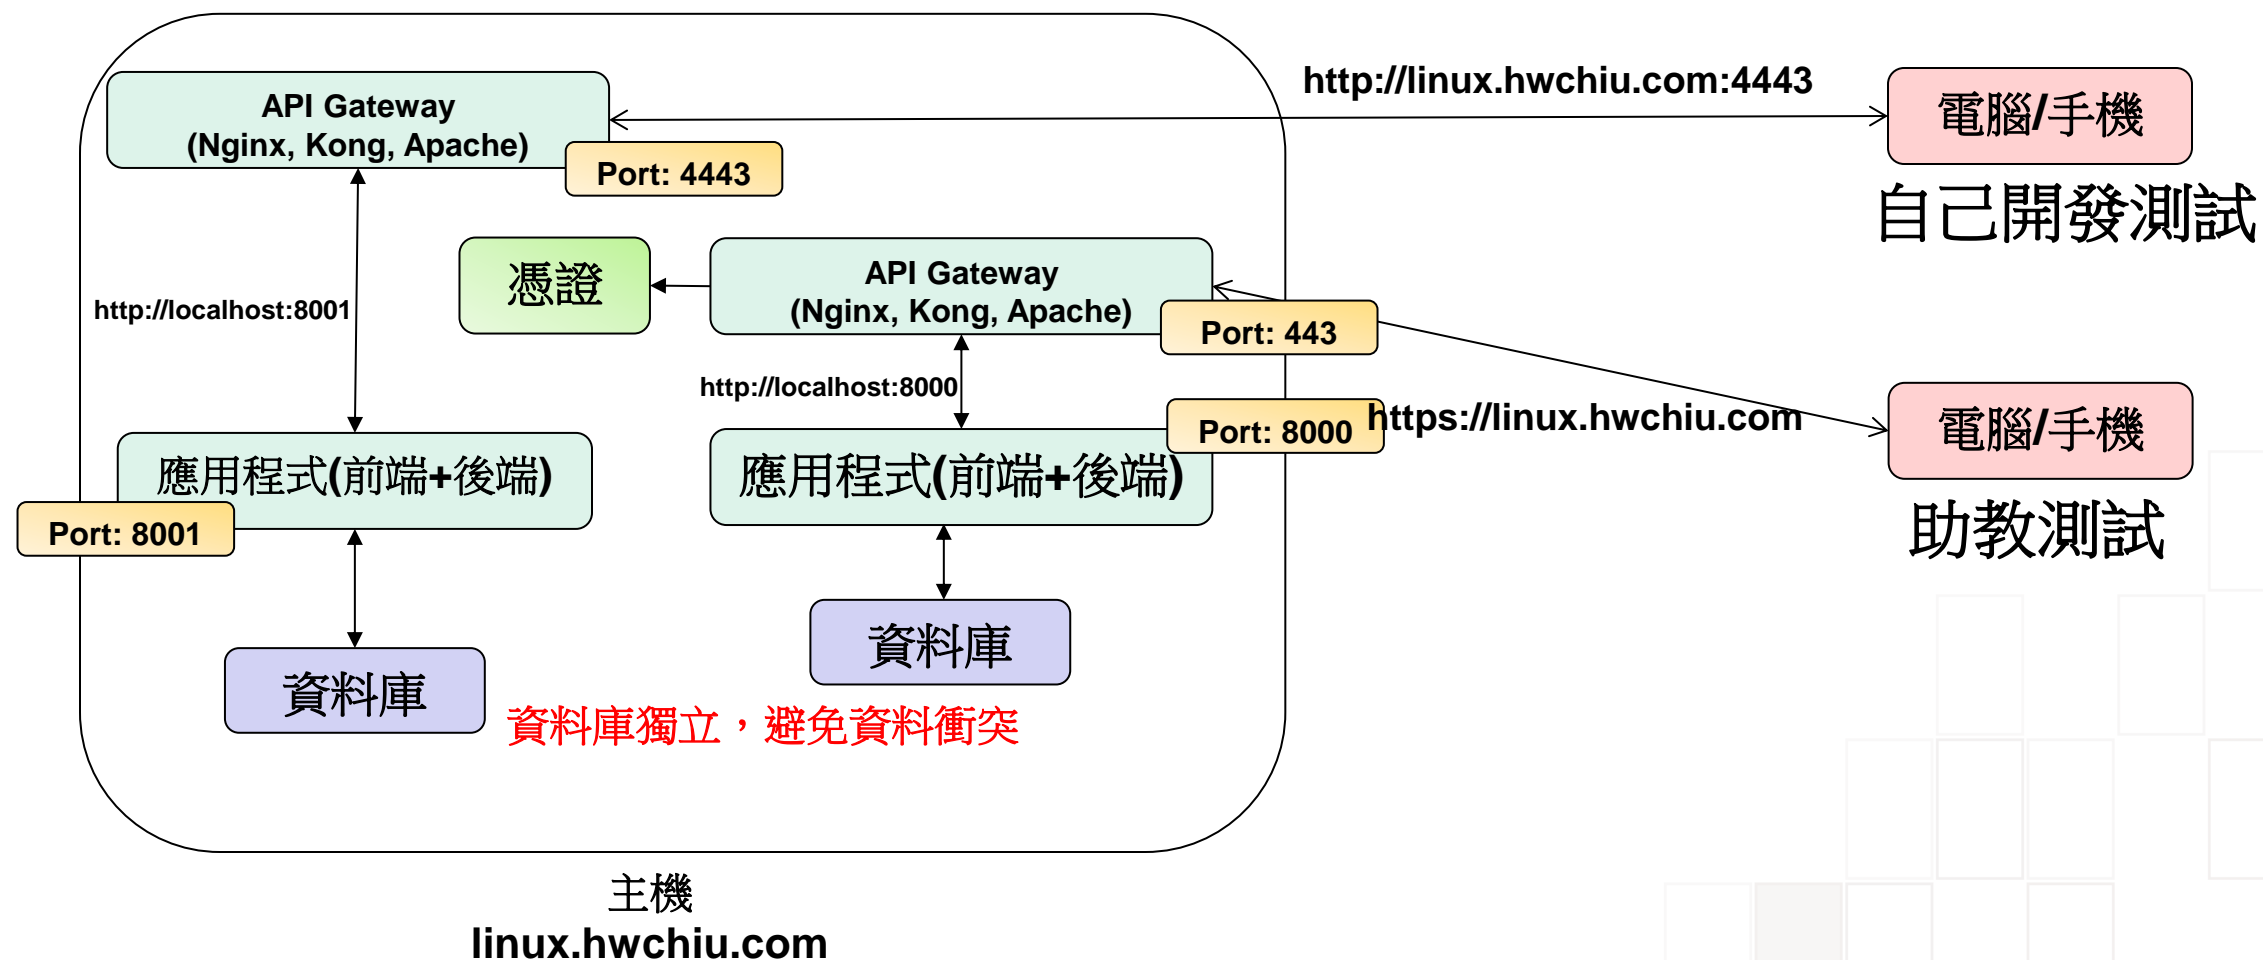 http://linux.hwchiu.com:4443
API Gateway
(Nginx, Kong, Apache)
Port: 4443
電腦/手機
自己開發測試
憑證
API Gateway
(Nginx, Kong, Apache)
Port: 443
http://localhost:8001
http://localhost:8000
Port: 8000
https://linux.hwchiu.com
電腦/手機
助教測試
應用程式(前端+後端)
Port: 8001
應用程式(前端+後端)
資料庫
資料庫
資料庫獨立，避免資料衝突
主機
linux.hwchiu.com